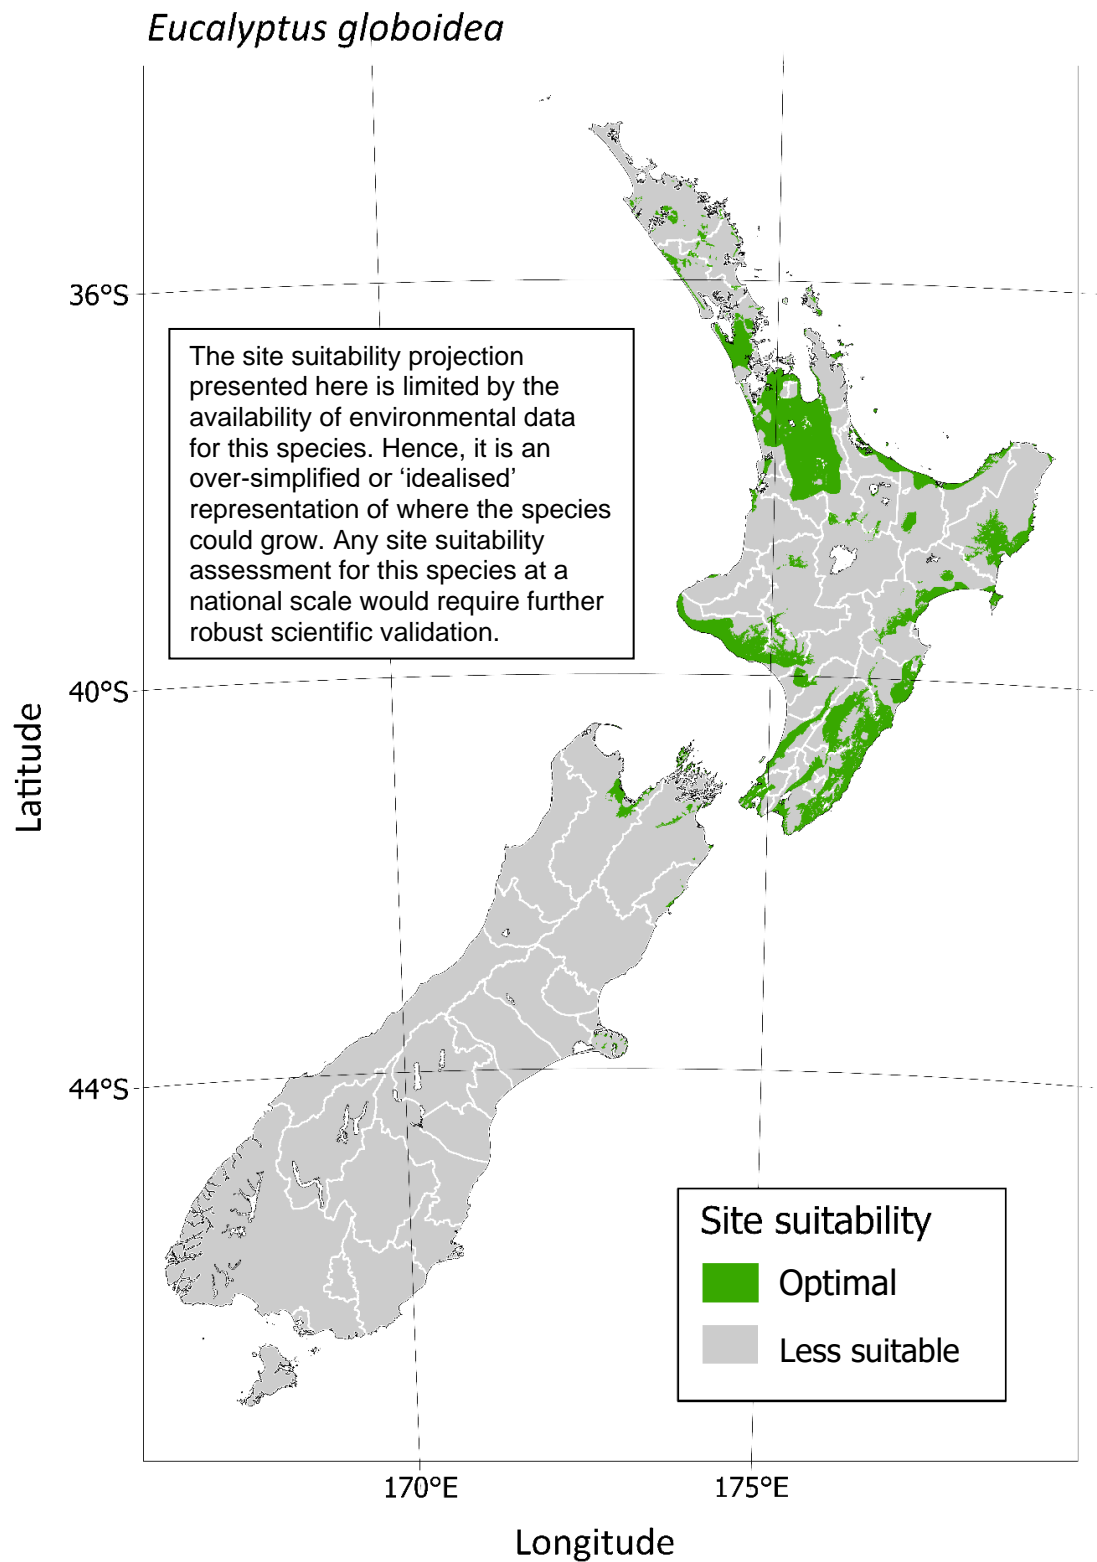 Eucalyptus globoidea
36°S
The site suitability projection
presented here is limited by the
availability of environmental data
for this species. Hence, it is an
over-simplified or ‘idealised’
representation of where the species
could grow. Any site suitability
assessment for this species at a
national scale would require further
robust scientific validation.
40°S
Latitude
44°S
Site suitability
Optimal
Less suitable
170°E
175°E
Longitude